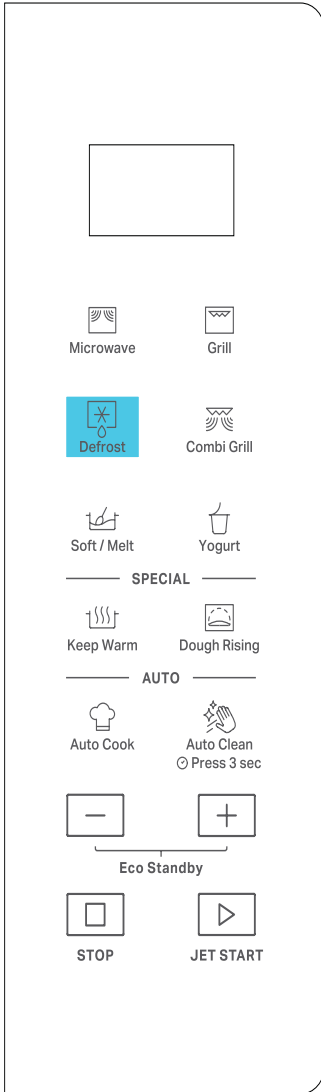 Microwave
Grill
Defrost
Combi Grill
Soft / Melt
Yogurt
SPECIAL
Keep Warm
Dough Rising
AUTO
Auto Cook
Auto Clean
Press 3 sec
Eco Standby
STOP
JET START